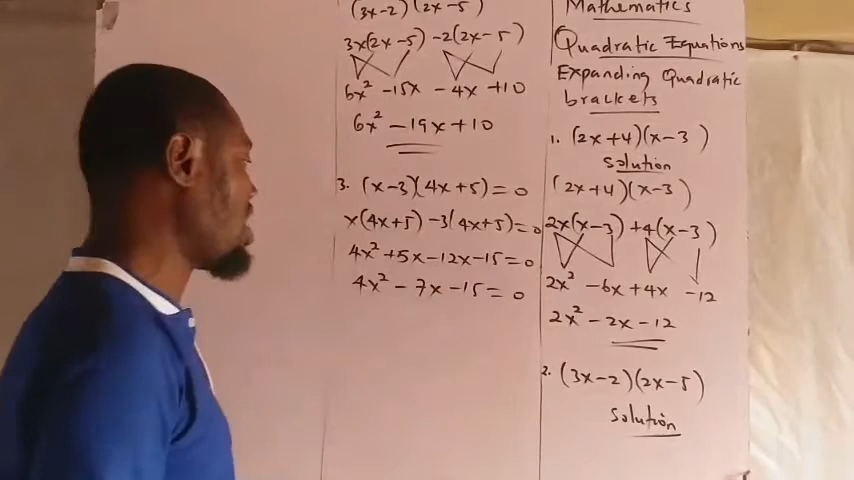 Mathematics
Quadratic Equations
Expanding Quadratic
brackets
1. (2x+4)(x-3)
Solution
(2x+4)(x-3)
2x(x-3)+4(x-3)
2x² -6x +4x -12
2x² -2x -12
2. (3x-2)(2x-5)
Solution
(3x-2)(2x-5)
3x(2x-5)-2(2x-5)
6x² -15x -4x +10
6x² -19x +10
3. (x-3)(4x+5)=0
x(4x+5)-3(4x+5)=0
4x²+5x-12x-15=0
4x²-7x-15=0